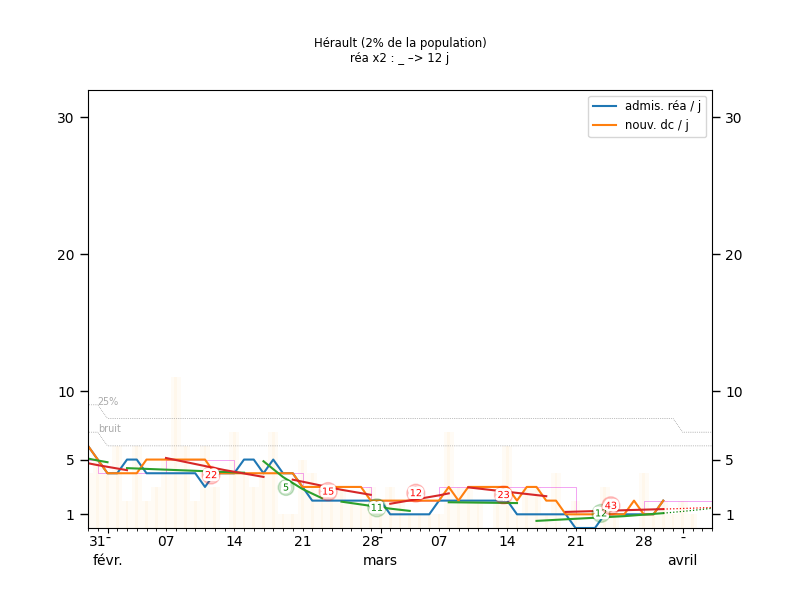 Hérault (2% de la population)
réa x2 : _ –> 12 j
admis. réa / j
nouv. dc / j
30 30
20 20
10 10
25%
bruit
5 5
22 5 15 11 12 23 12 43
1 1
31 07 14 21 28 07 14 21 28 -
févr. mars avril